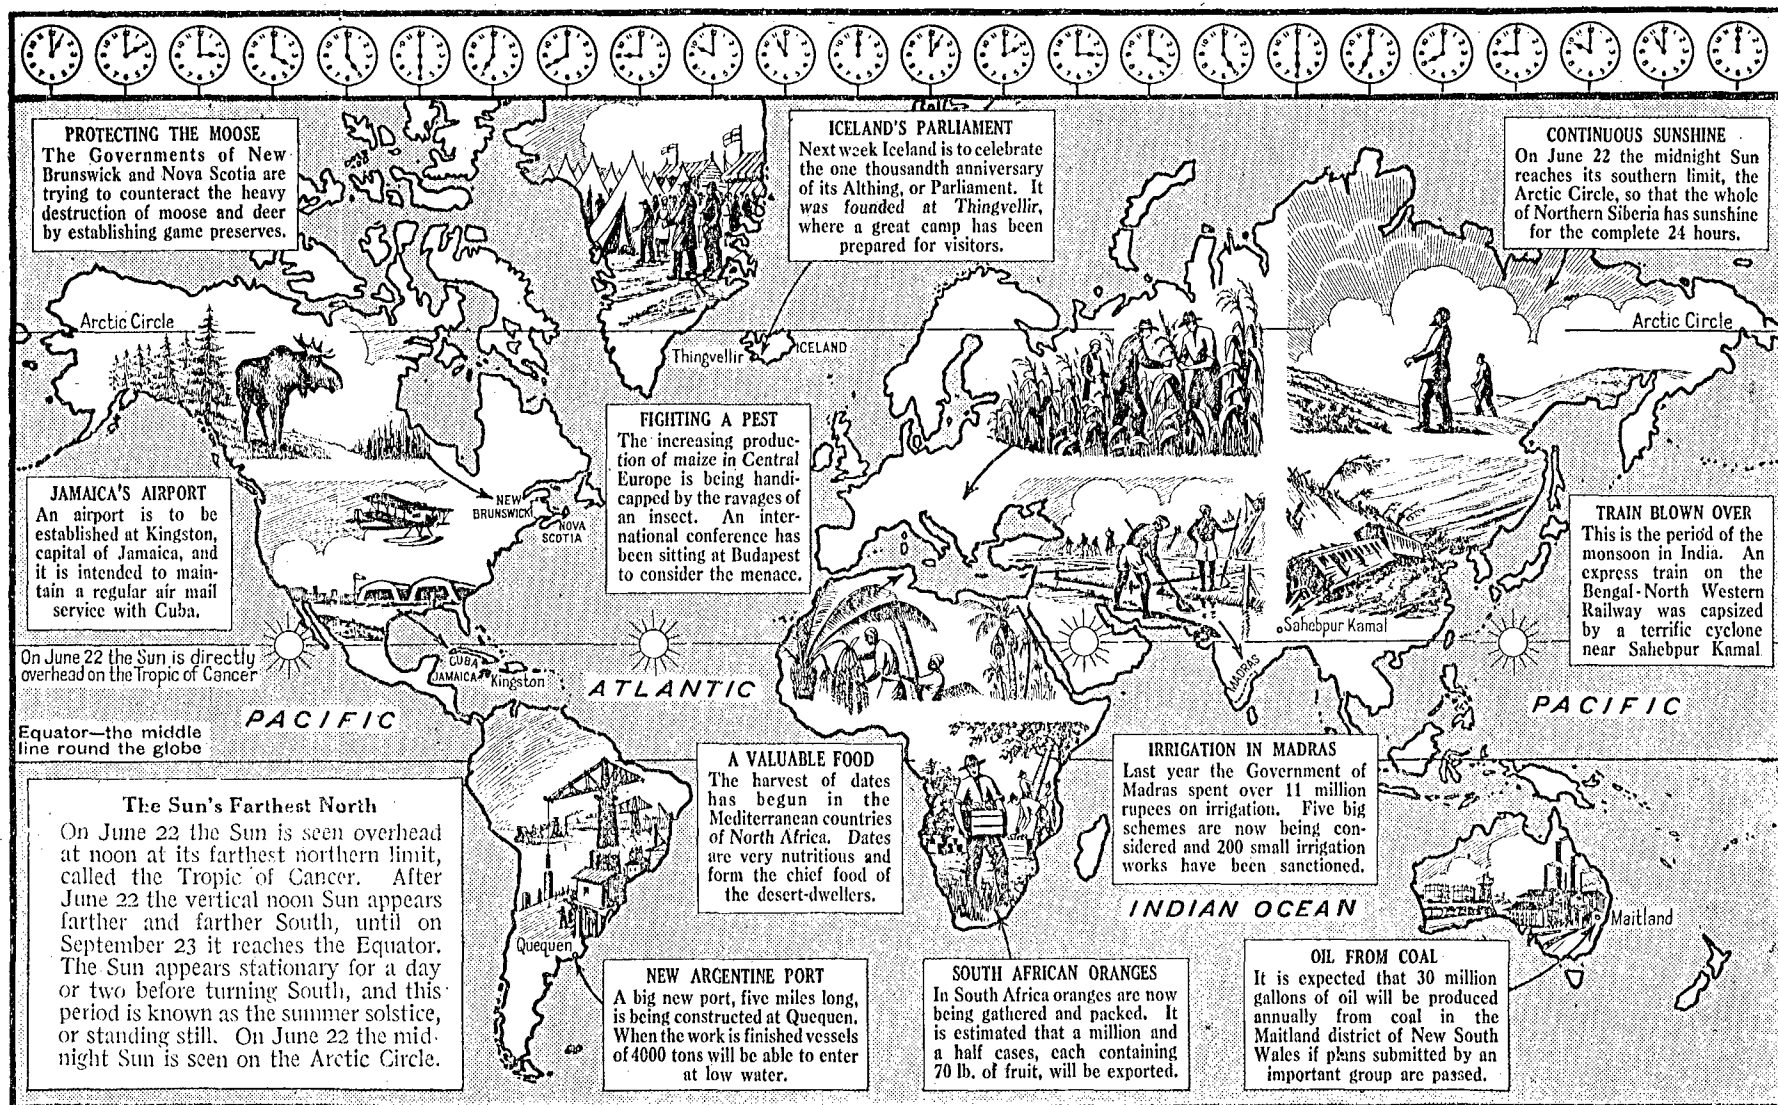 PROTECTING THE MOOSE
The Governments of New
Brunswick and Nova Scotia are
trying to counteract the heavy
destruction of moose and deer
by establishing game preserves.
ICELAND'S PARLIAMENT
Next week Iceland is to celebrate
the one thousandth anniversary
of its Althing, or Parliament. It
was founded at Thingvellir,
where a great camp has been
prepared for visitors.
CONTINUOUS SUNSHINE
On June 22 the midnight Sun
reaches its southern limit, the
Arctic Circle, so that the whole
of Northern Siberia has sunshine
for the complete 24 hours.
Arctic Circle
Thingvellir
ICELAND
Arctic Circle
FIGHTING A PEST
The increasing produc-
tion of maize in Central
Europe is being handi-
capped by the ravages of
an insect. An inter-
national conference has
been sitting at Budapest
to consider the menace.
JAMAICA'S AIRPORT
An airport is to be
established at Kingston,
capital of Jamaica, and
it is intended to main-
tain a regular air mail
service with Cuba.
NEW
BRUNSWICK
NOVA
SCOTIA
TRAIN BLOWN OVER
This is the period of the
monsoon in India. An
express train on the
Bengal-North Western
Railway was capsized
by a terrific cyclone
near Sahebpur Kamal
Sahebpur Kamal
On June 22 the Sun is directly
overhead on the Tropic of Cancer
CUBA
JAMAICA
Kingston
MADRAS
ATLANTIC
PACIFIC
PACIFIC
Equator—the middle
line round the globe
The Sun's Farthest North
On June 22 the Sun is seen overhead
at noon at its farthest northern limit,
called the Tropic of Cancer. After
June 22 the vertical noon Sun appears
farther and farther South, until on
September 23 it reaches the Equator.
The Sun appears stationary for a day
or two before turning South, and this
period is known as the summer solstice,
or standing still. On June 22 the mid-
night Sun is seen on the Arctic Circle.
A VALUABLE FOOD
The harvest of dates
has begun in the
Mediterranean countries
of North Africa. Dates
are very nutritious and
form the chief food of
the desert-dwellers.
IRRIGATION IN MADRAS
Last year the Government of
Madras spent over 11 million
rupees on irrigation. Five big
schemes are now being con-
sidered and 200 small irrigation
works have been sanctioned.
INDIAN OCEAN
Maitland
Quequen
NEW ARGENTINE PORT
A big new port, five miles long,
is being constructed at Quequen.
When the work is finished vessels
of 4000 tons will be able to enter
at low water.
SOUTH AFRICAN ORANGES
In South Africa oranges are now
being gathered and packed. It
is estimated that a million and
a half cases, each containing
70 lb. of fruit, will be exported.
OIL FROM COAL
It is expected that 30 million
gallons of oil will be produced
annually from coal in the
Maitland district of New South
Wales if plans submitted by an
important group are passed.